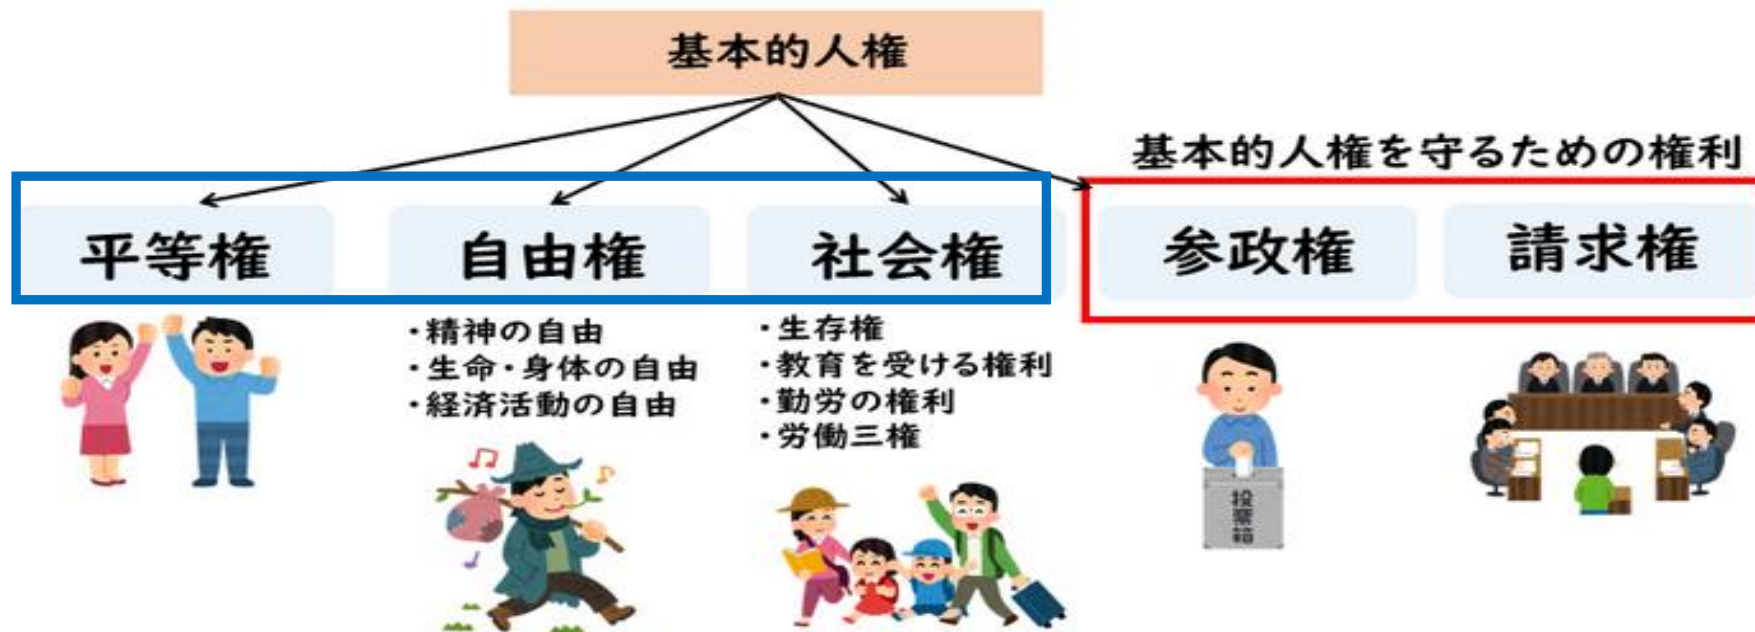 基本的人権
基本的人権を守るための権利
平等権
自由権
社会権
参政権
請求権
・精神の自由
・生命・身体の自由
・経済活動の自由
・生存権
・教育を受ける権利
・勤労の権利
・労働三権
投票箱